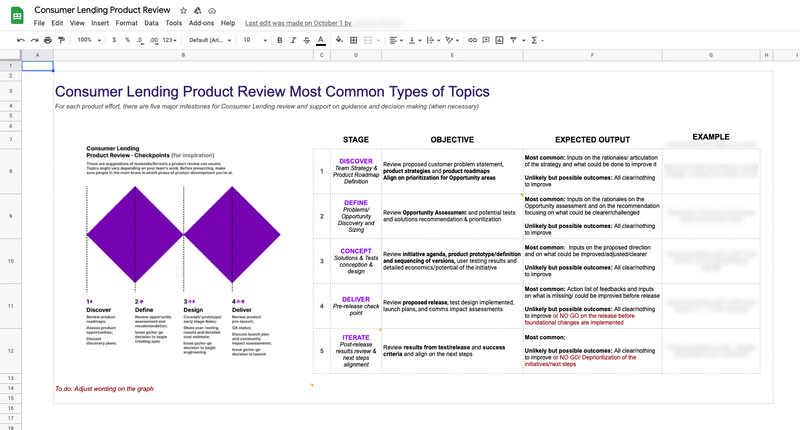 Consumer Lending Product Review
File Edit View Insert Format Data Tools Add-ons Help Last edit was made on October 1 by
100% $ % .0 .00 123 Default (Ari... 10 B I S A
A B C D E F G H I
1
2
3
4
5
6
7
8
9
10
11
12
13
14
15
16
17
18
Consumer Lending Product Review Most Common Types of Topics
For each product effort, there are five major milestones for Consumer Lending review and support on guidance and decision making (when necessary)
Consumer Lending
Product Review - Checkpoints (for inspiration)
These are suggestions of moments/formats a product review can assume.
Topics might vary depending on your team's work. Before presenting, make
sure people in the room know in which phase of product development you're at.
1
Discover
Review product
roadmaps;
Assess product
opportunities;
Discuss
discovery plans.
2
Define
Review opportunity
assessment and
recommendation;
Issue go/no-go
decision to begin
creating spec
3
Design
Concept/ prototype/
early stage demo;
Share user-testing
results and detailed
cost estimate;
Issue go/no-go
decision to begin
engineering
4
Deliver
Review product
pre-launch;
QA status;
Discuss launch plan
and community
impact assessments;
Issue go/no-go
decision to launch
STAGE OBJECTIVE EXPECTED OUTPUT EXAMPLE
1
DISCOVER
Team Strategy &
Product Roadmap
Definition
Review proposed customer problem statement,
product strategies and product roadmaps
Align on prioritization for Opportunity areas
Most common: Inputs on the rationales/ articulation
of the strategy and what could be done to improve it
Unlikely but possible outcomes: All clear/nothing
to improve
2
DEFINE
Problems/
Opportunity
Discovery and
Sizing
Review Opportunity Assessment and potential tests
and solutions recommendation & prioritization
Most common: Inputs on the rationales on the
Opportunity assessment and on the recommendation
focusing on what could be clearer/challenged
Unlikely but possible outcomes: All clear/nothing
to improve
3
CONCEPT
Solutions & Tests
conception &
design
Review initiative agenda, product prototype/definition
and sequencing of versions, user testing results and
detailed economics/potential of the initiative
Most common: Inputs on the proposed direction
and on what could be improved/adjusted/clearer
Unlikely but possible outcomes: All clear/nothing
to improve
4
DELIVER
Pre-release check
point
Review proposed release, test design implemented,
launch plans, and comms impact assessments
Most common: Action list of feedbacks and inputs
on what is missing/ could be improved before release
Unlikely but possible outcomes: All clear/nothing
to improve or NO GO on the release before
foundational changes are implemented
5
ITERATE
Post-release
results review &
next steps
alignment
Review results from test/release and success
criteria and align on the next steps
Most common:
Unlikely but possible outcomes: All clear/nothing
to improve or NO GO/ Deprioritization of the
initiatives/next steps
To do: Adjust wording on the graph